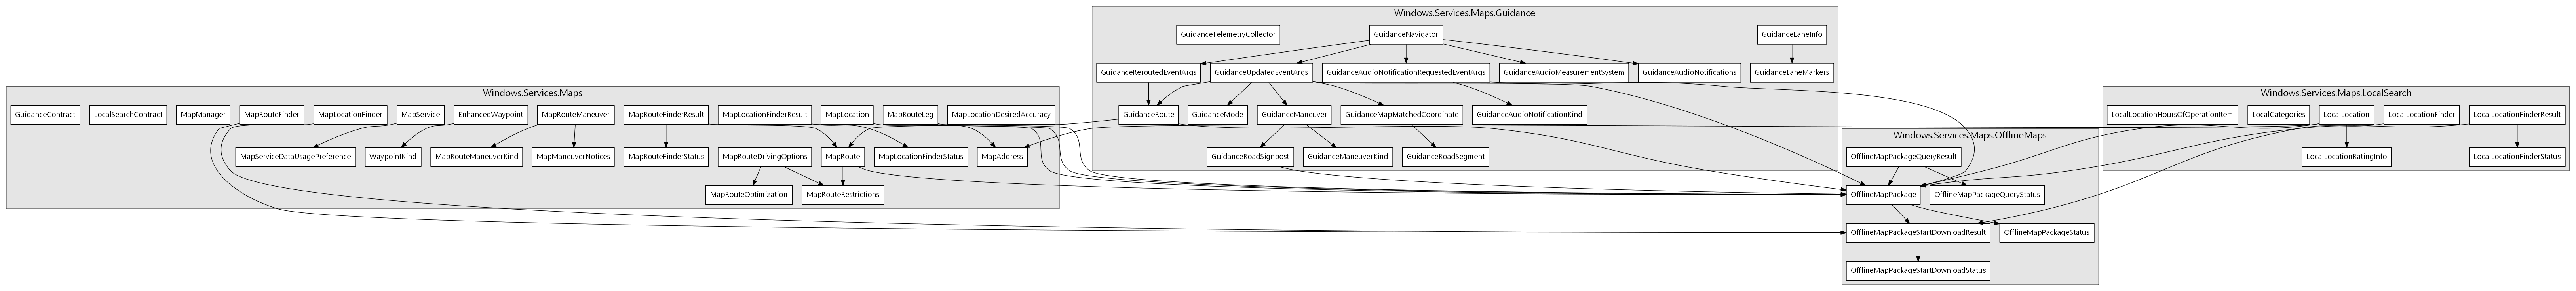 Windows.Services.Maps.Guidance
GuidanceTelemetryCollector
GuidanceNavigator
GuidanceLaneInfo
GuidanceReroutedEventArgs
GuidanceUpdatedEventArgs
GuidanceAudioNotificationRequestedEventArgs
GuidanceAudioMeasurementSystem
GuidanceAudioNotifications
GuidanceLaneMarkers
GuidanceRoute
GuidanceMode
GuidanceManeuver
GuidanceMapMatchedCoordinate
GuidanceAudioNotificationKind
GuidanceRoadSignpost
GuidanceManeuverKind
GuidanceRoadSegment
Windows.Services.Maps
GuidanceContract
LocalSearchContract
MapManager
MapRouteFinder
MapLocationFinder
MapService
EnhancedWaypoint
MapRouteManeuver
MapRouteFinderResult
MapLocationFinderResult
MapLocation
MapRouteLeg
MapLocationDesiredAccuracy
MapServiceDataUsagePreference
WaypointKind
MapRouteManeuverKind
MapManeuverNotices
MapRouteFinderStatus
MapRouteDrivingOptions
MapRoute
MapLocationFinderStatus
MapAddress
MapRouteOptimization
MapRouteRestrictions
Windows.Services.Maps.LocalSearch
LocalLocationHoursOfOperationItem
LocalCategories
LocalLocation
LocalLocationFinder
LocalLocationFinderResult
LocalLocationRatingInfo
LocalLocationFinderStatus
Windows.Services.Maps.OfflineMaps
OfflineMapPackageQueryResult
OfflineMapPackage
OfflineMapPackageQueryStatus
OfflineMapPackageStartDownloadResult
OfflineMapPackageStatus
OfflineMapPackageStartDownloadStatus